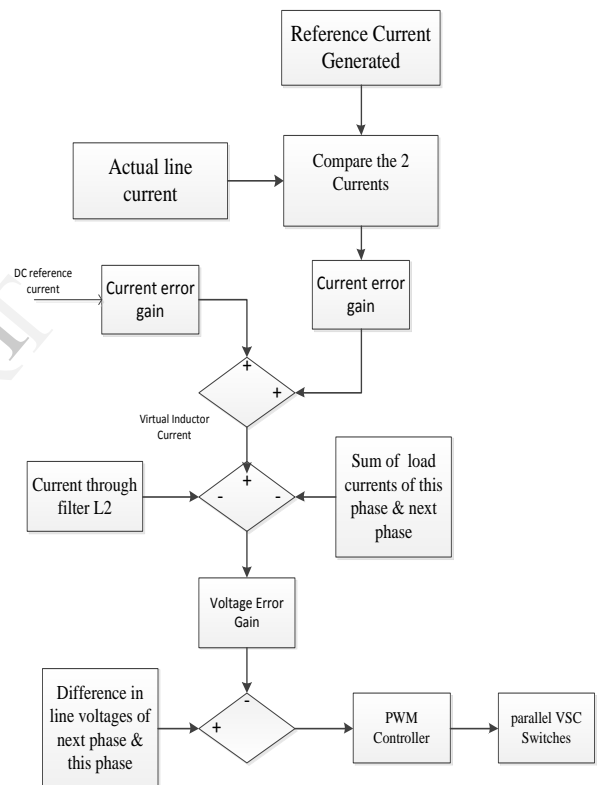 Reference Current
Generated
Actual line
current
Compare the 2
Currents
DC reference
current
Current error
gain
Current error
gain
+
+
Virtual Inductor
Current
Current through
filter L2
+
-
-
Sum of load
currents of this
phase & next
phase
Voltage Error
Gain
Difference in
line voltages of
next phase &
this phase
-
+
PWM
Controller
parallel VSC
Switches